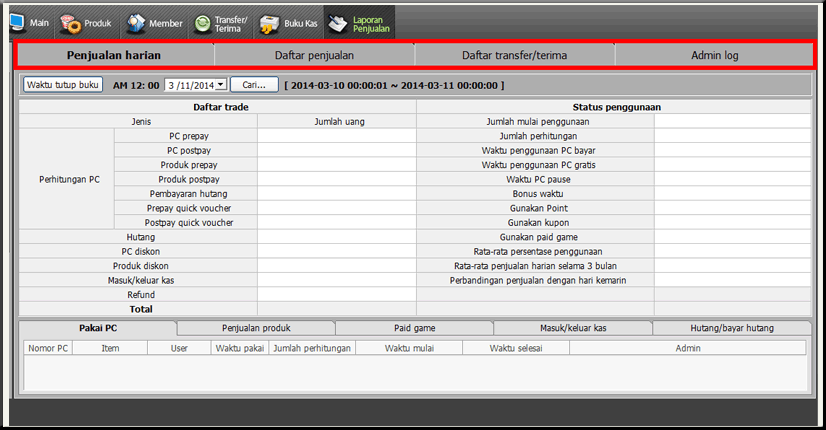 Main Produk Member Transfer/ Terima Buku Kas Laporan Penjualan
Penjualan harian Daftar penjualan Daftar transfer/terima Admin log
Waktu tutup buku AM 12: 00 3 /11/2014 Cari... [ 2014-03-10 00:00:01 ~ 2014-03-11 00:00:00 ]
Daftar trade Status penggunaan
Jenis Jumlah uang Jumlah mulai penggunaan
PC prepay Jumlah perhitungan
PC postpay Waktu penggunaan PC bayar
Produk prepay Waktu penggunaan PC gratis
Perhitungan PC Produk postpay Waktu PC pause
Pembayaran hutang Bonus waktu
Prepay quick voucher Gunakan Point
Postpay quick voucher Gunakan kupon
Hutang Gunakan paid game
PC diskon Rata-rata persentase penggunaan
Produk diskon Rata-rata penjualan harian selama 3 bulan
Masuk/keluar kas Perbandingan penjualan dengan hari kemarin
Refund
Total
Pakai PC Penjualan produk Paid game Masuk/keluar kas Hutang/bayar hutang
Nomor PC Item User Waktu pakai Jumlah perhitungan Waktu mulai Waktu selesai Admin